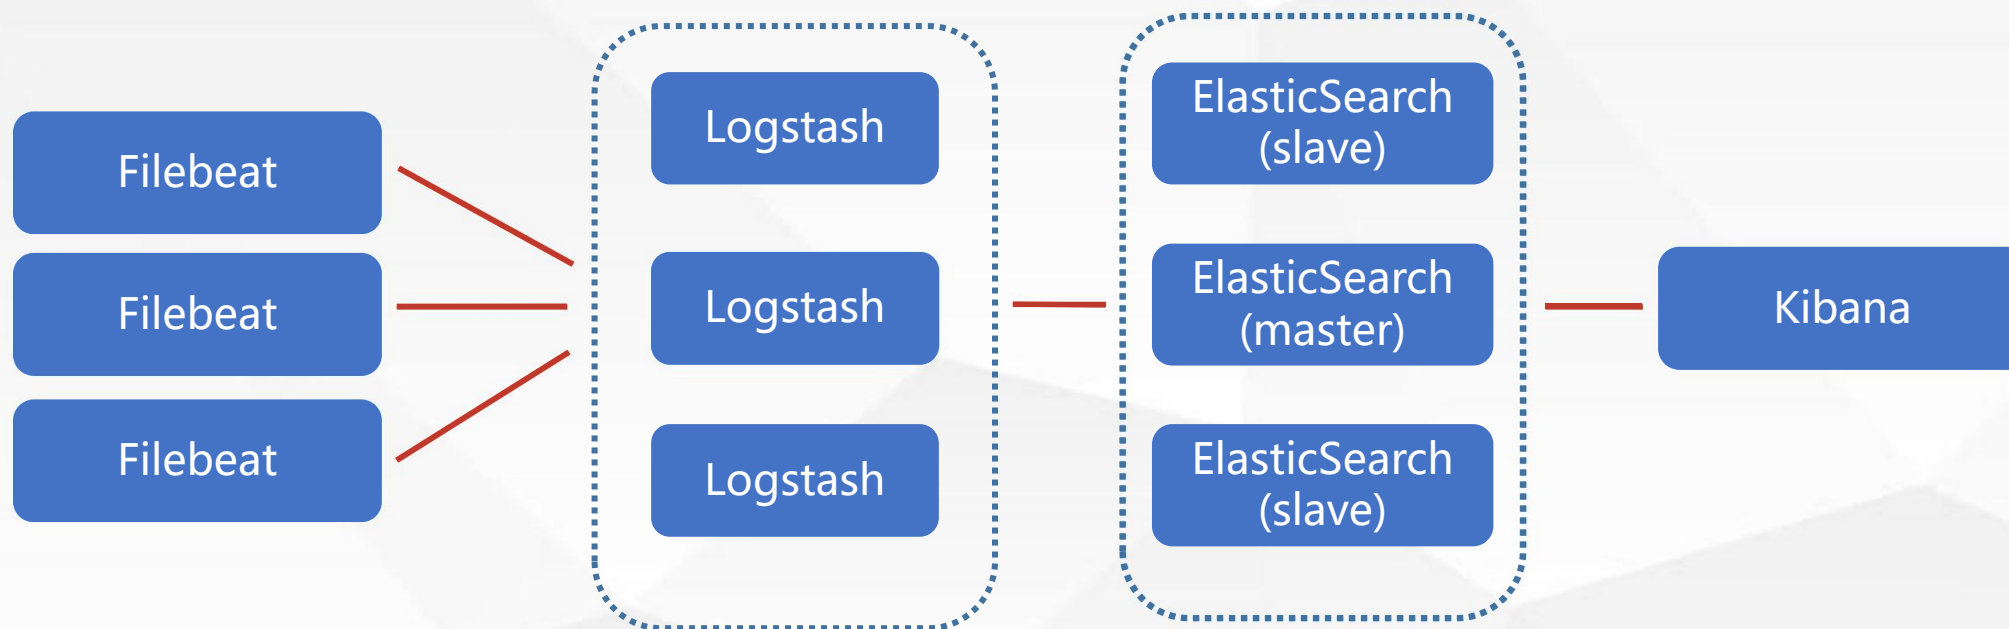 Filebeat
Filebeat
Filebeat
Logstash
Logstash
Logstash
ElasticSearch
(slave)
ElasticSearch
(master)
ElasticSearch
(slave)
Kibana